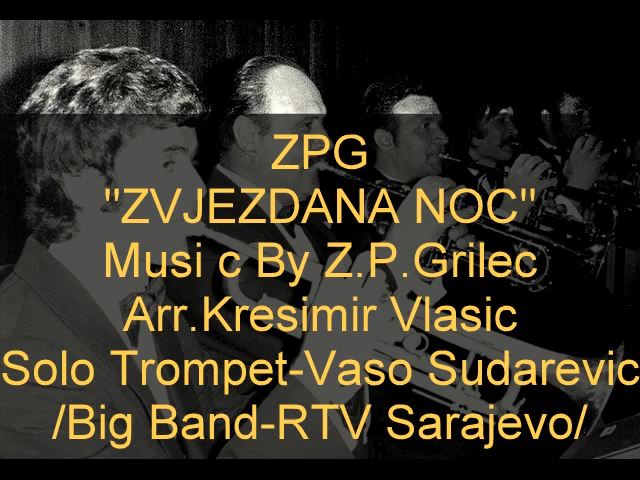 ZPG
"ZVJEZDANA NOC"
Musi c By Z.P.Grilec
Arr.Kresimir Vlasic
Solo Trompet-Vaso Sudarevic
/Big Band-RTV Sarajevo/